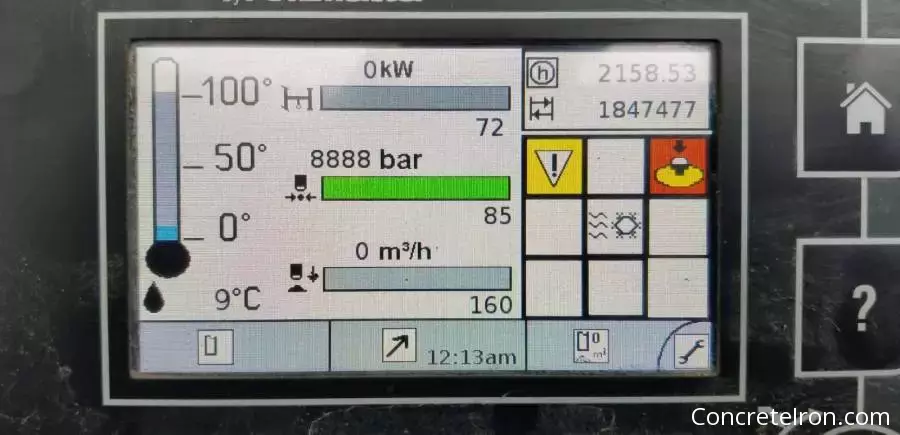 0kW
100°
72
2158.53
1847477
8888 bar
50°
85
0°
0 m³/h
160
9°C
12:13am
0
m³
?
ConcreteIron.com